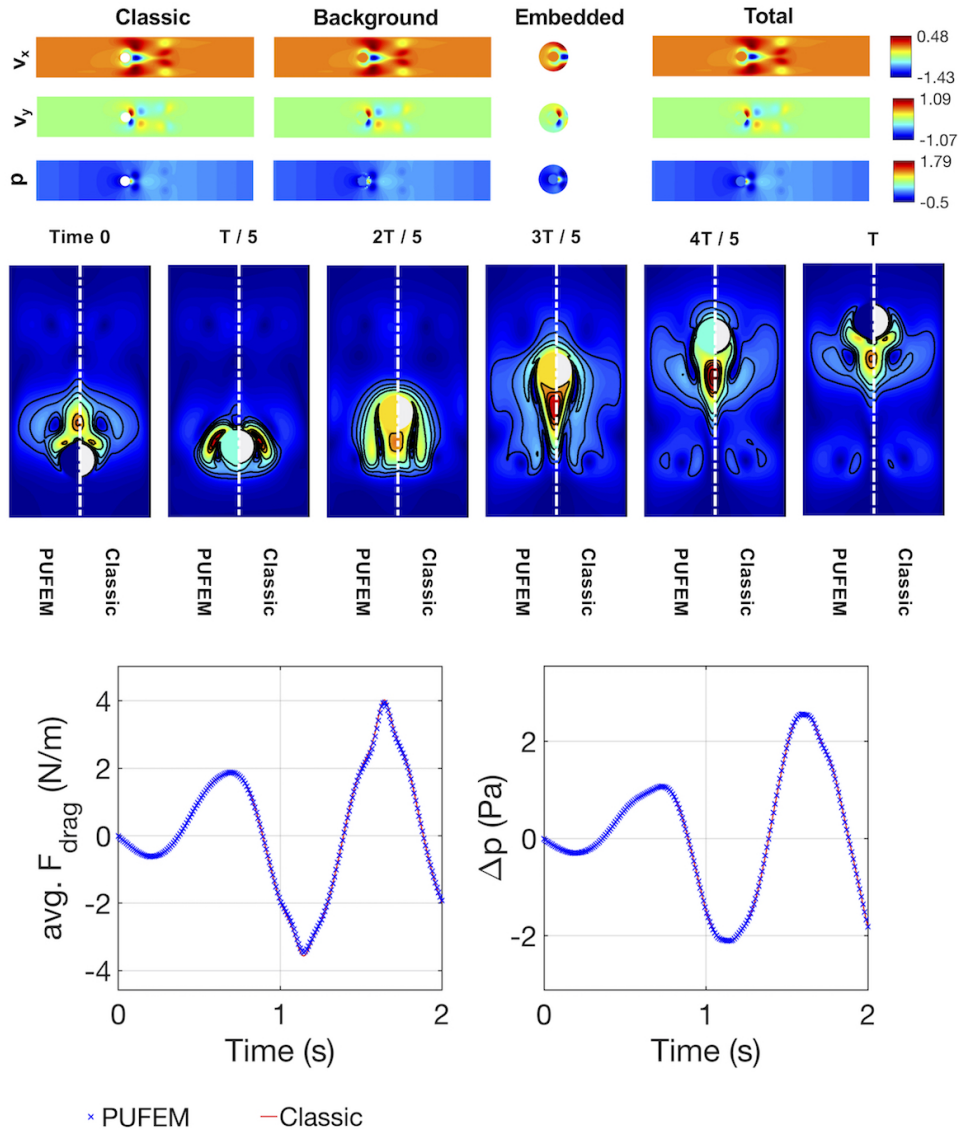 Classic Background Embedded Total
v_x 0.48
-1.43
v_y 1.09
-1.07
p 1.79
-0.5
Time 0 T / 5 2T / 5 3T / 5 4T / 5 T
PUFEM Classic PUFEM Classic PUFEM Classic PUFEM Classic PUFEM Classic PUFEM Classic
avg. F_drag (N/m)
4
2
0
-2
-4
0 1 2
Time (s)
Δp (Pa)
2
0
-2
0 1 2
Time (s)
× PUFEM — Classic